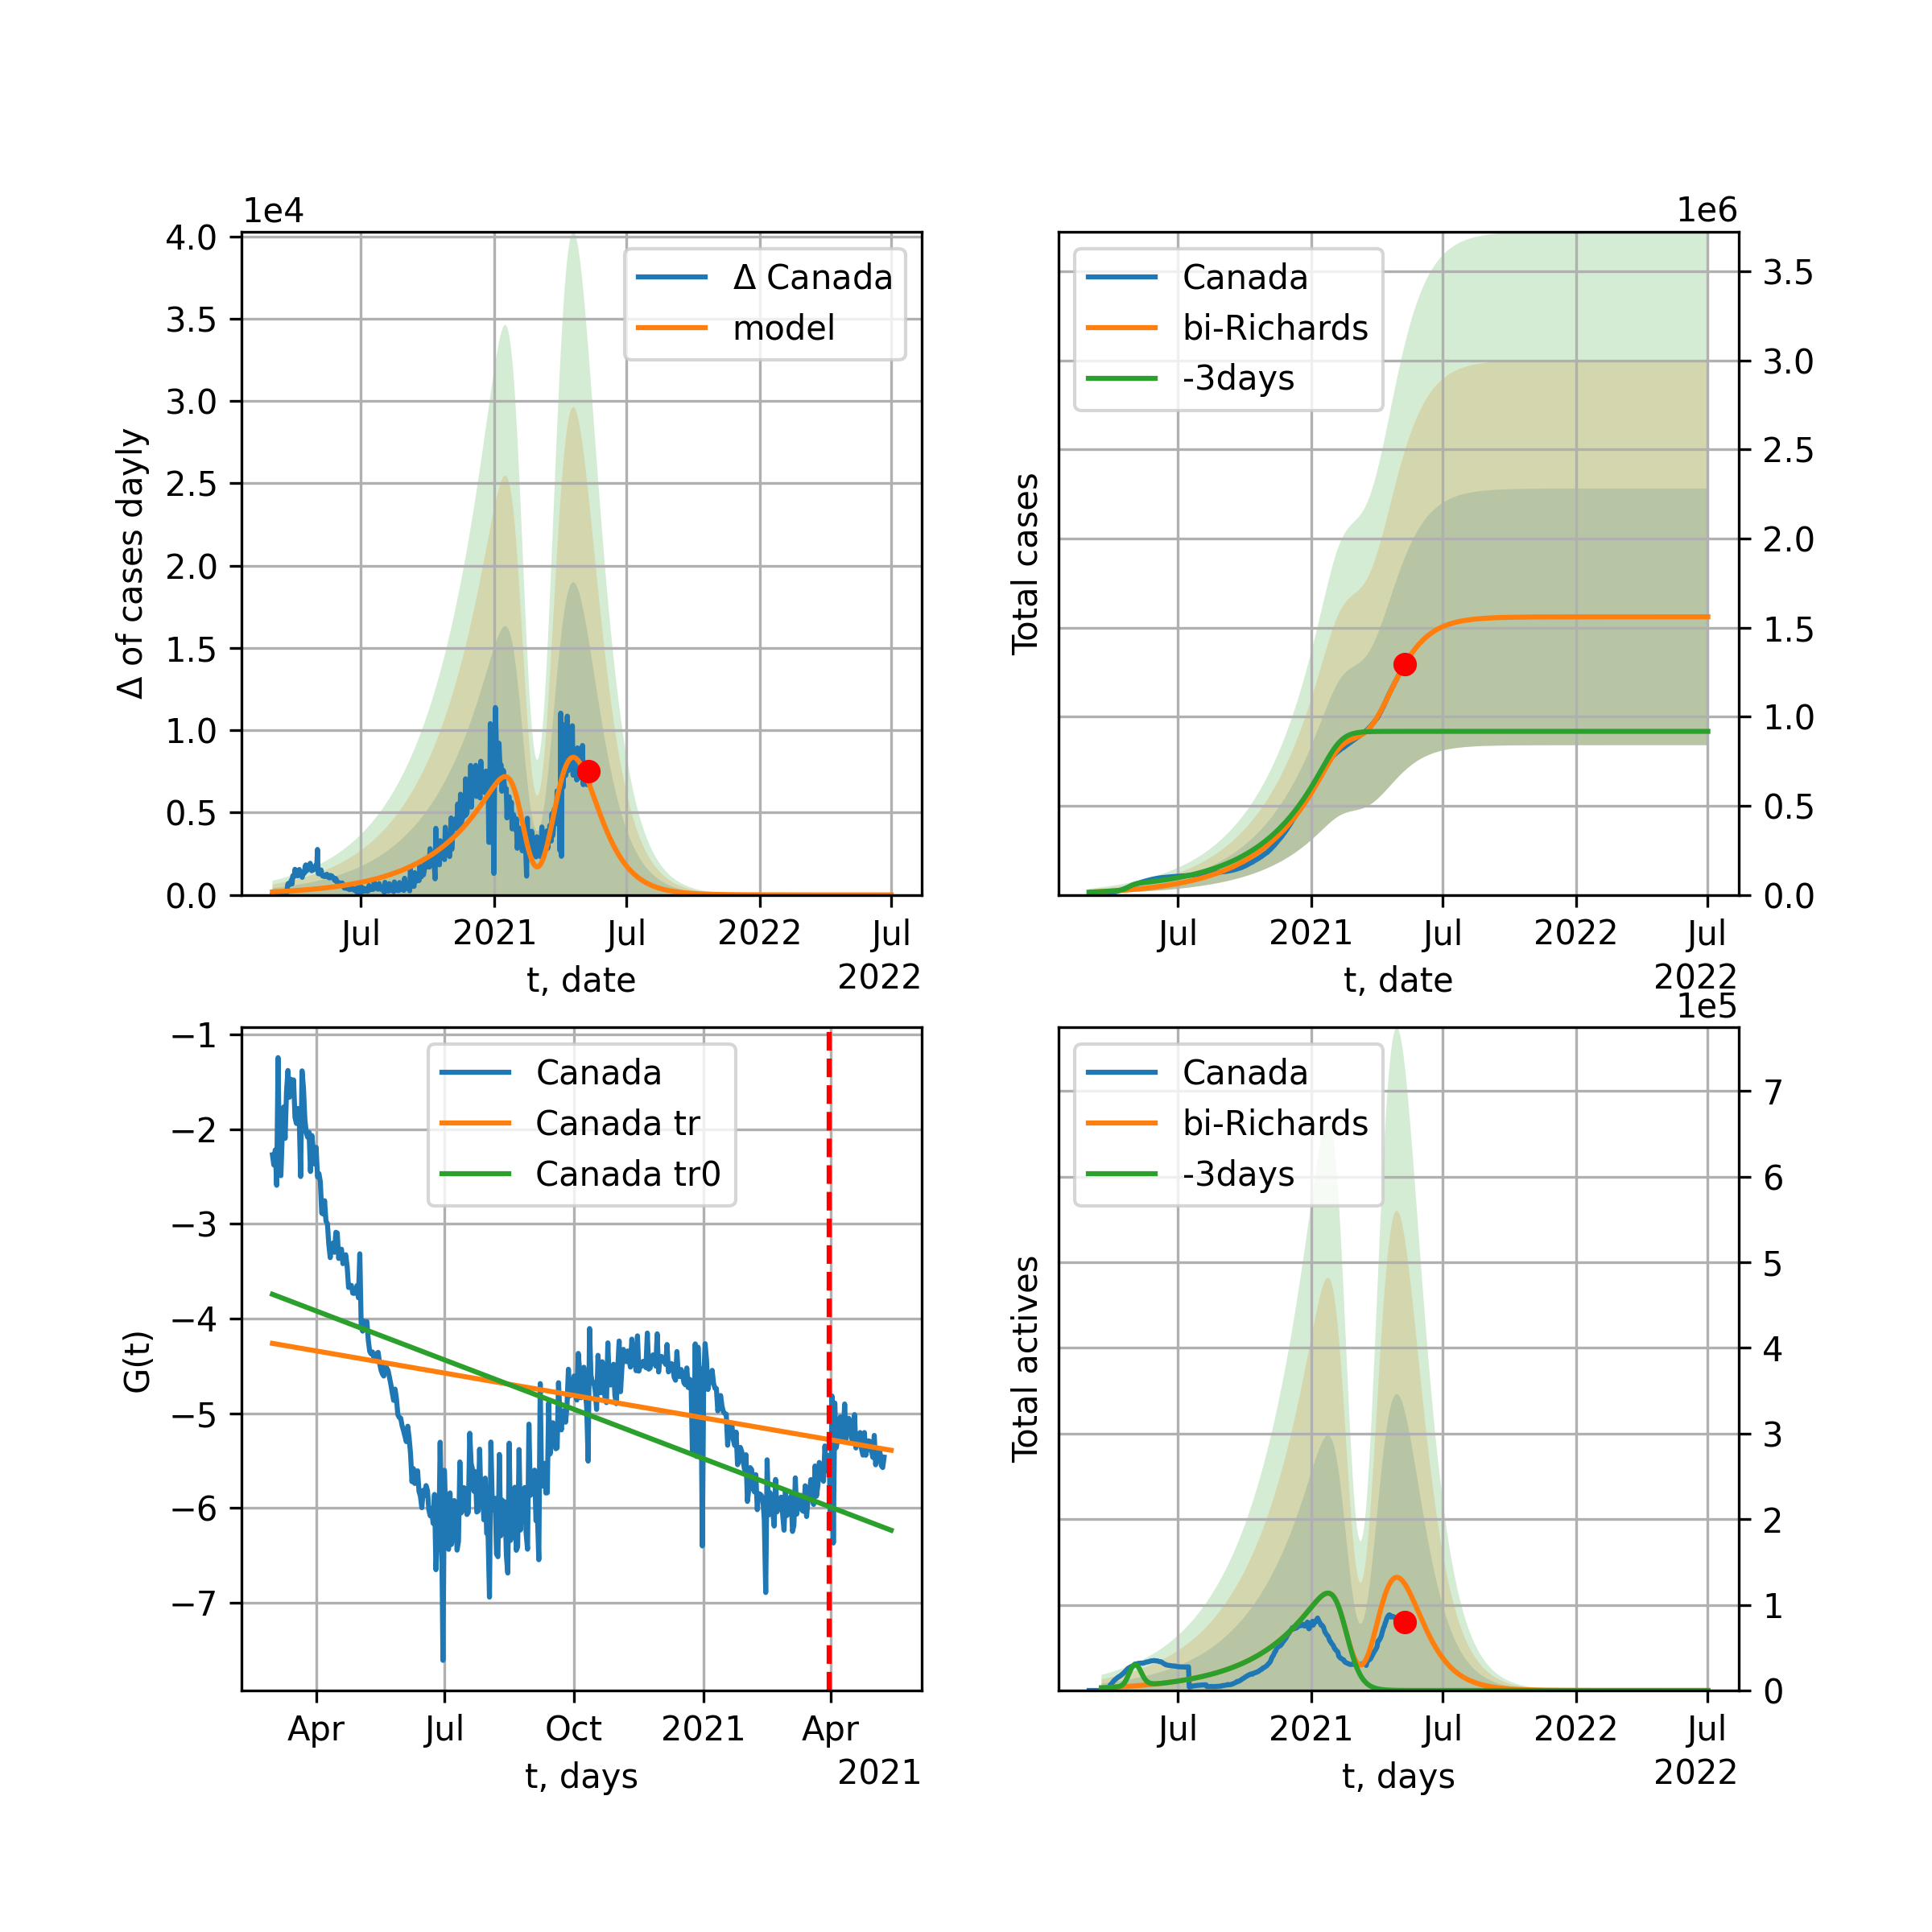 1e4
4.0
3.5
3.0
2.5
2.0
1.5
1.0
0.5
0.0
Δ of cases dayly
Δ Canada
model
Jul
2021
Jul
2022
Jul
2022
t, date
1e6
Canada
bi-Richards
-3days
Total cases
3.5
3.0
2.5
2.0
1.5
1.0
0.5
0.0
Jul
2021
Jul
2022
Jul
2022
t, date
−1
−2
−3
−4
−5
−6
−7
G(t)
Canada
Canada tr
Canada tr0
Apr
Jul
Oct
2021
Apr
2021
t, days
1e5
Canada
bi-Richards
-3days
Total actives
7
6
5
4
3
2
1
0
Jul
2021
Jul
2022
Jul
2022
t, days